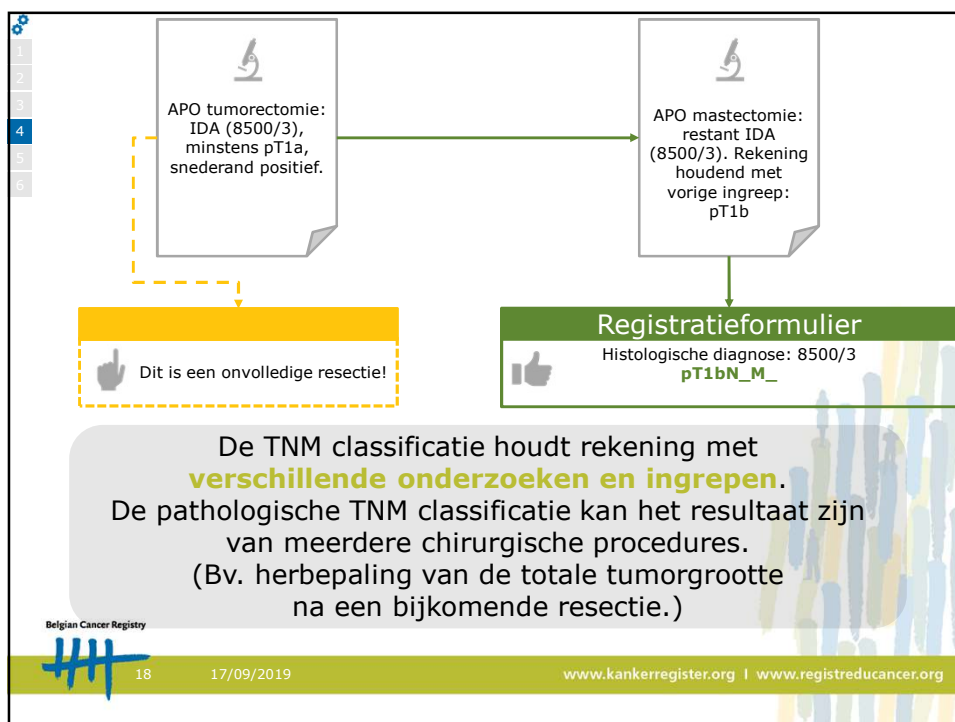 1
2
3
4
5
6
APO tumorectomie:
IDA (8500/3),
minstens pT1a,
snederand positief.
APO mastectomie:
restant IDA
(8500/3). Rekening
houdend met
vorige ingreep:
pT1b
Dit is een onvolledige resectie!
Registratieformulier
Histologische diagnose: 8500/3
pT1bN_M_
De TNM classificatie houdt rekening met
verschillende onderzoeken en ingrepen.
De pathologische TNM classificatie kan het resultaat zijn
van meerdere chirurgische procedures.
(Bv. herbepaling van de totale tumorgrootte
na een bijkomende resectie.)
Belgian Cancer Registry
18 17/09/2019 www.kankerregister.org I www.registreducancer.org